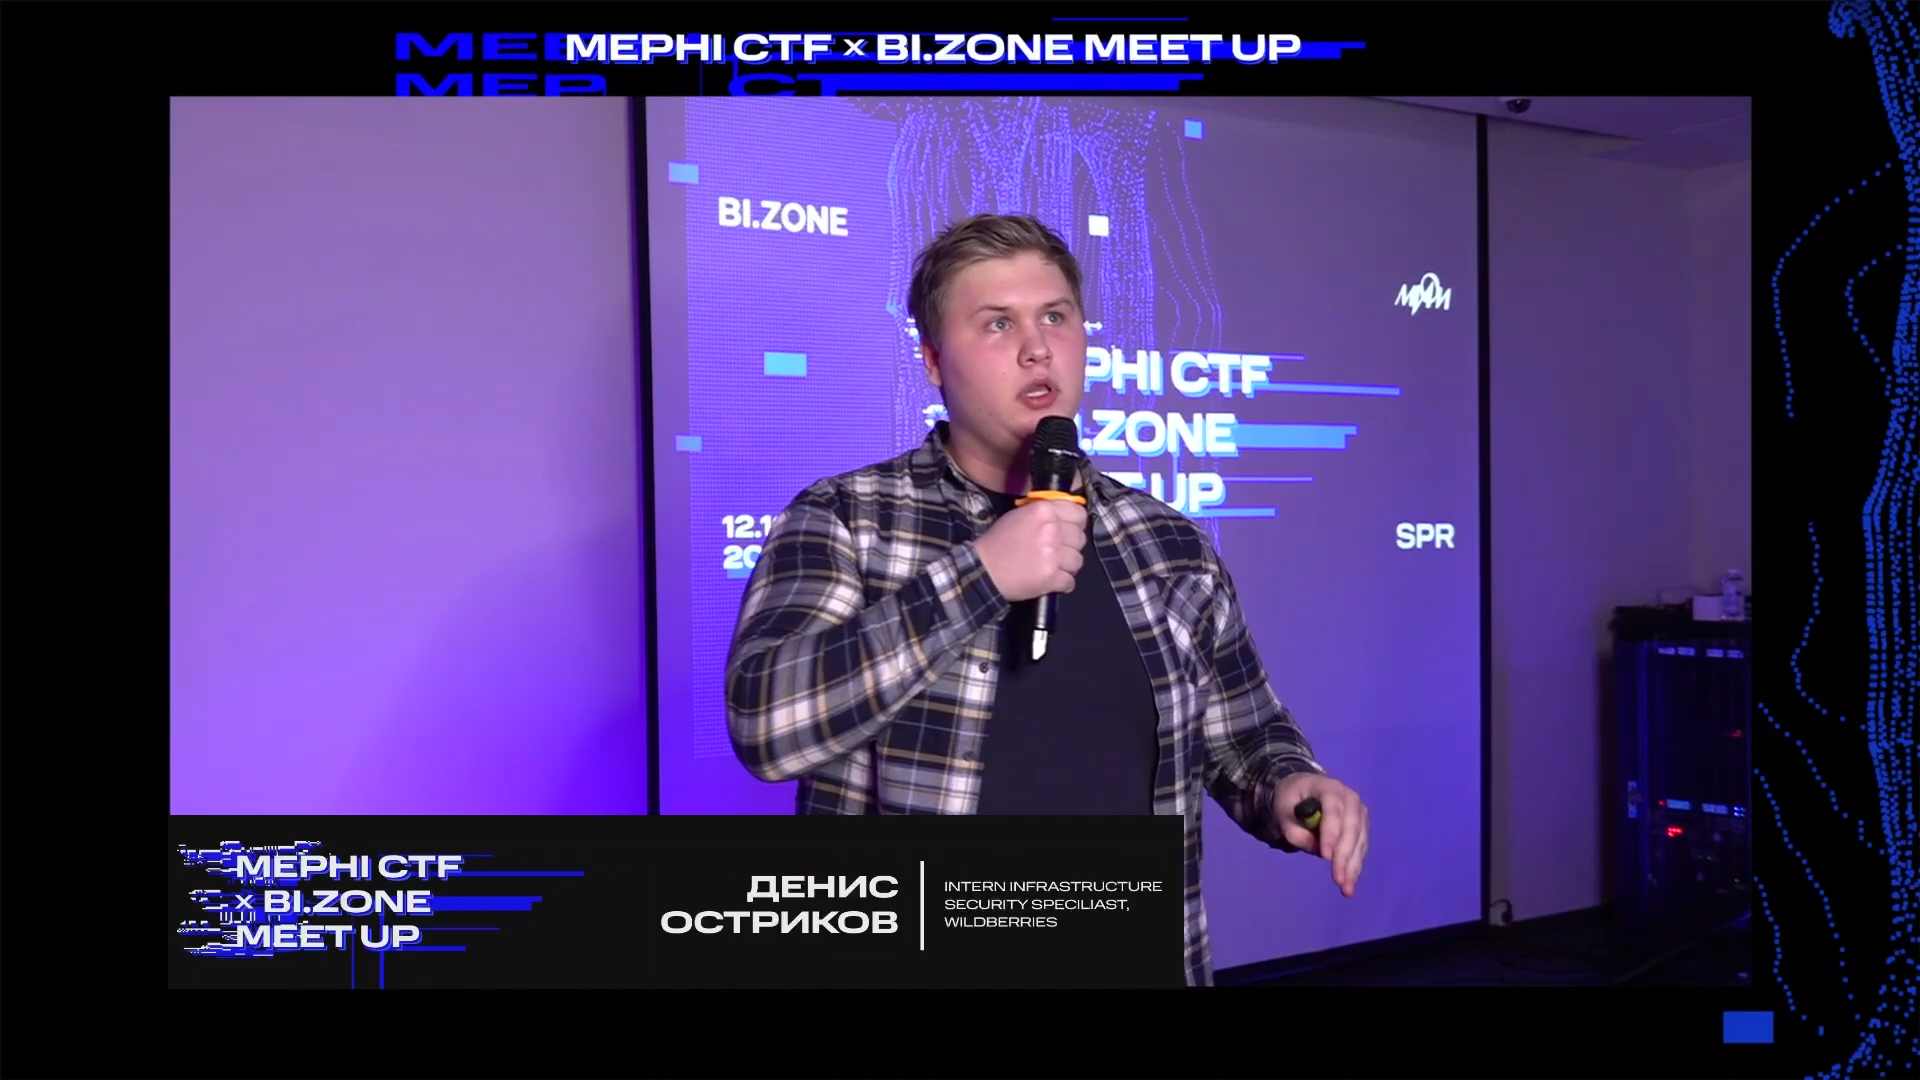 MEPHI CTF x BI.ZONE MEET UP
BI.ZONE
PHI CTF
.ZONE
UP
SPR
MEPHI CTF
x BI.ZONE
MEET UP
ДЕНИС
ОСТРИКОВ
INTERN INFRASTRUCTURE
SECURITY SPECILIAST,
WILDBERRIES